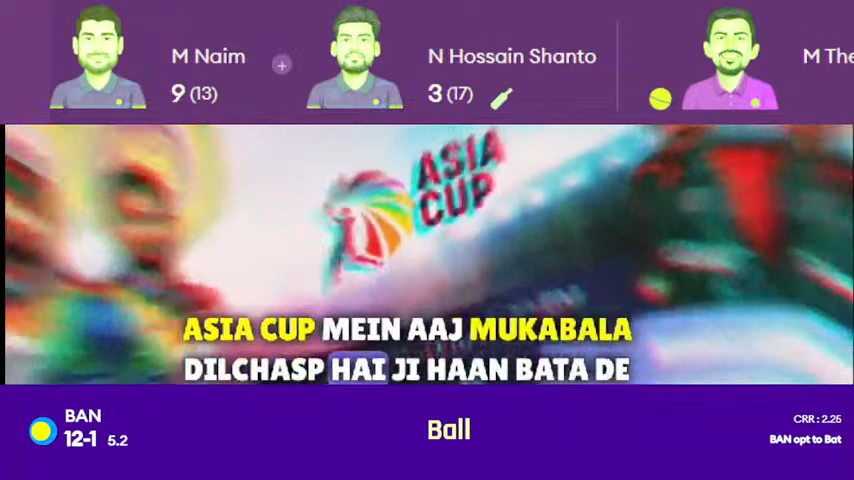 M Naim
9 (13)
N Hossain Shanto
3 (17)
M The
ASIA
CUP
ASIA CUP MEIN AAJ MUKABALA
DILCHASP HAI JI HAAN BATA DE
BAN
12-1 5.2
Ball
CRR : 2.25
BAN opt to Bat